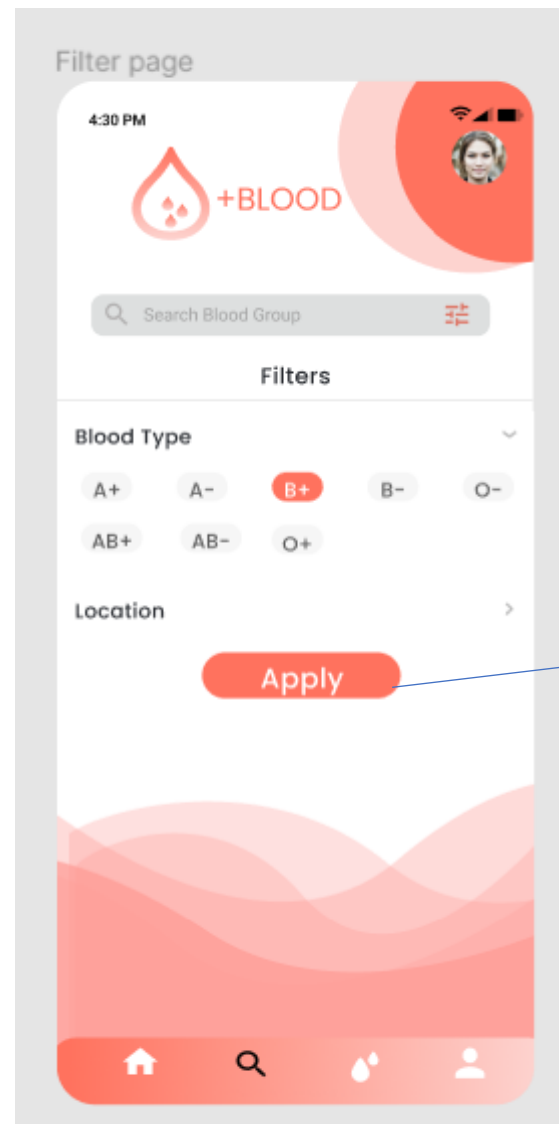 Filter page
4:30 PM
+BLOOD
Search Blood Group
Filters
Blood Type
A+ A- B+ B- O-
AB+ AB- O+
Location
Apply